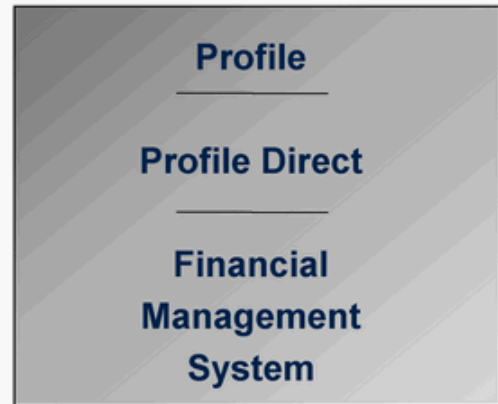 Profile
Profile Direct
Financial
Management
System